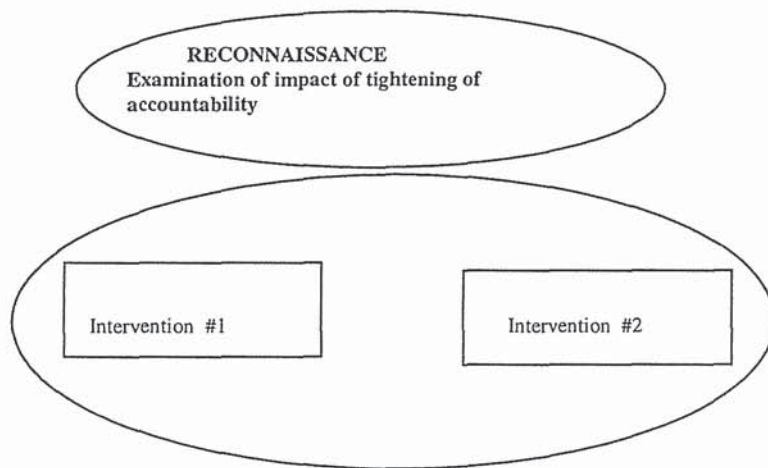 RECONNAISSANCE
Examination of impact of tightening of
accountability
Intervention #1
Intervention #2